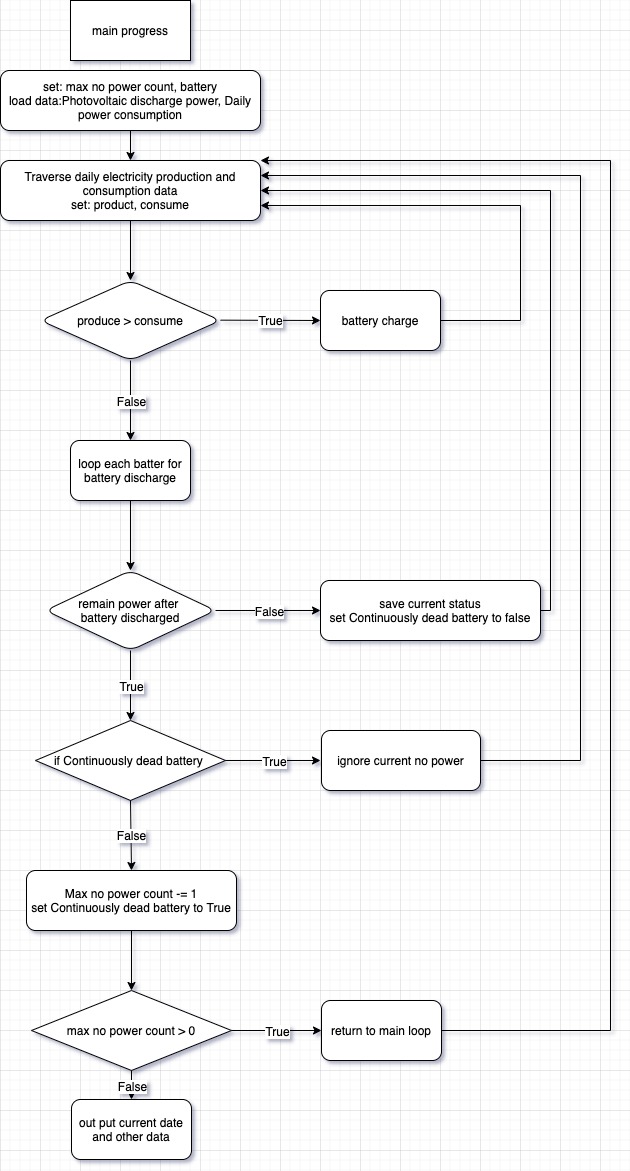 main progress
set: max no power count, battery
load data:Photovoltaic discharge power, Daily
power consumption
Traverse daily electricity production and
consumption data
set: product, consume
produce > consume
True
battery charge
False
loop each batter for
battery discharge
remain power after
battery discharged
False
save current status
set Continuously dead battery to false
True
if Continuously dead battery
True
ignore current no power
False
Max no power count -= 1
set Continuously dead battery to True
max no power count > 0
True
return to main loop
False
out put current date
and other data